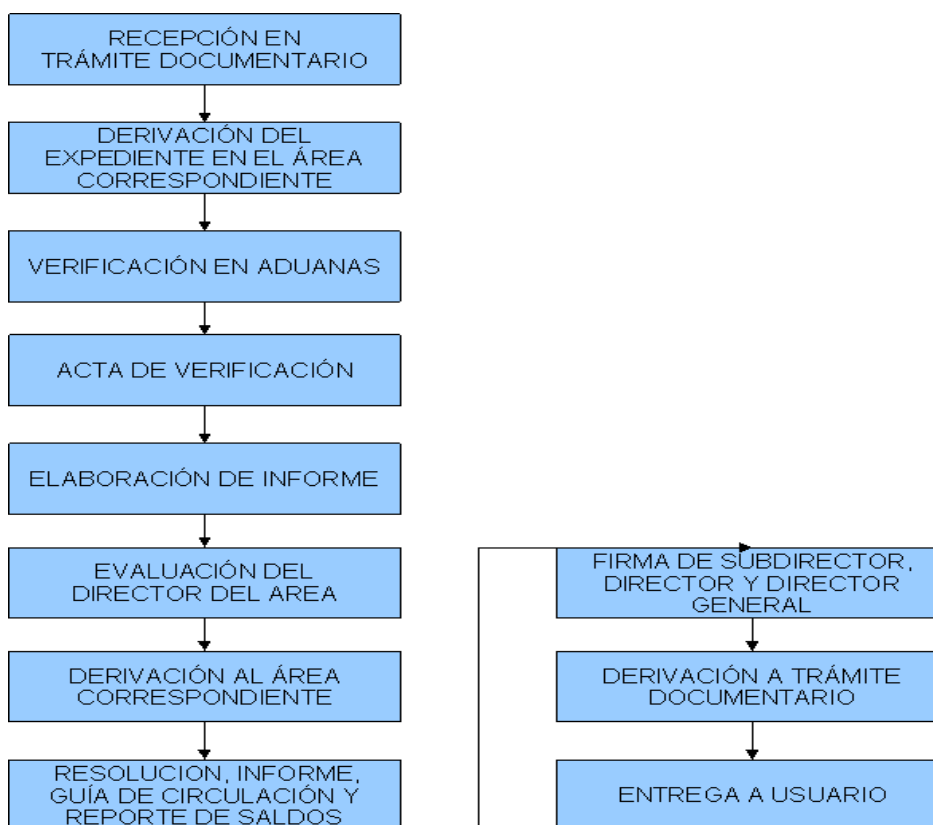 RECEPCIÓN EN
TRÁMITE DOCUMENTARIO
DERIVACIÓN DEL
EXPEDIENTE EN EL ÁREA
CORRESPONDIENTE
VERIFICACIÓN EN ADUANAS
ACTA DE VERIFICACIÓN
ELABORACIÓN DE INFORME
EVALUACIÓN DEL
DIRECTOR DEL AREA
DERIVACIÓN AL ÁREA
CORRESPONDIENTE
RESOLUCION, INFORME,
GUÍA DE CIRCULACIÓN Y
REPORTE DE SALDOS
FIRMA DE SUBDIRECTOR,
DIRECTOR Y DIRECTOR
GENERAL
DERIVACIÓN A TRÁMITE
DOCUMENTARIO
ENTREGA A USUARIO